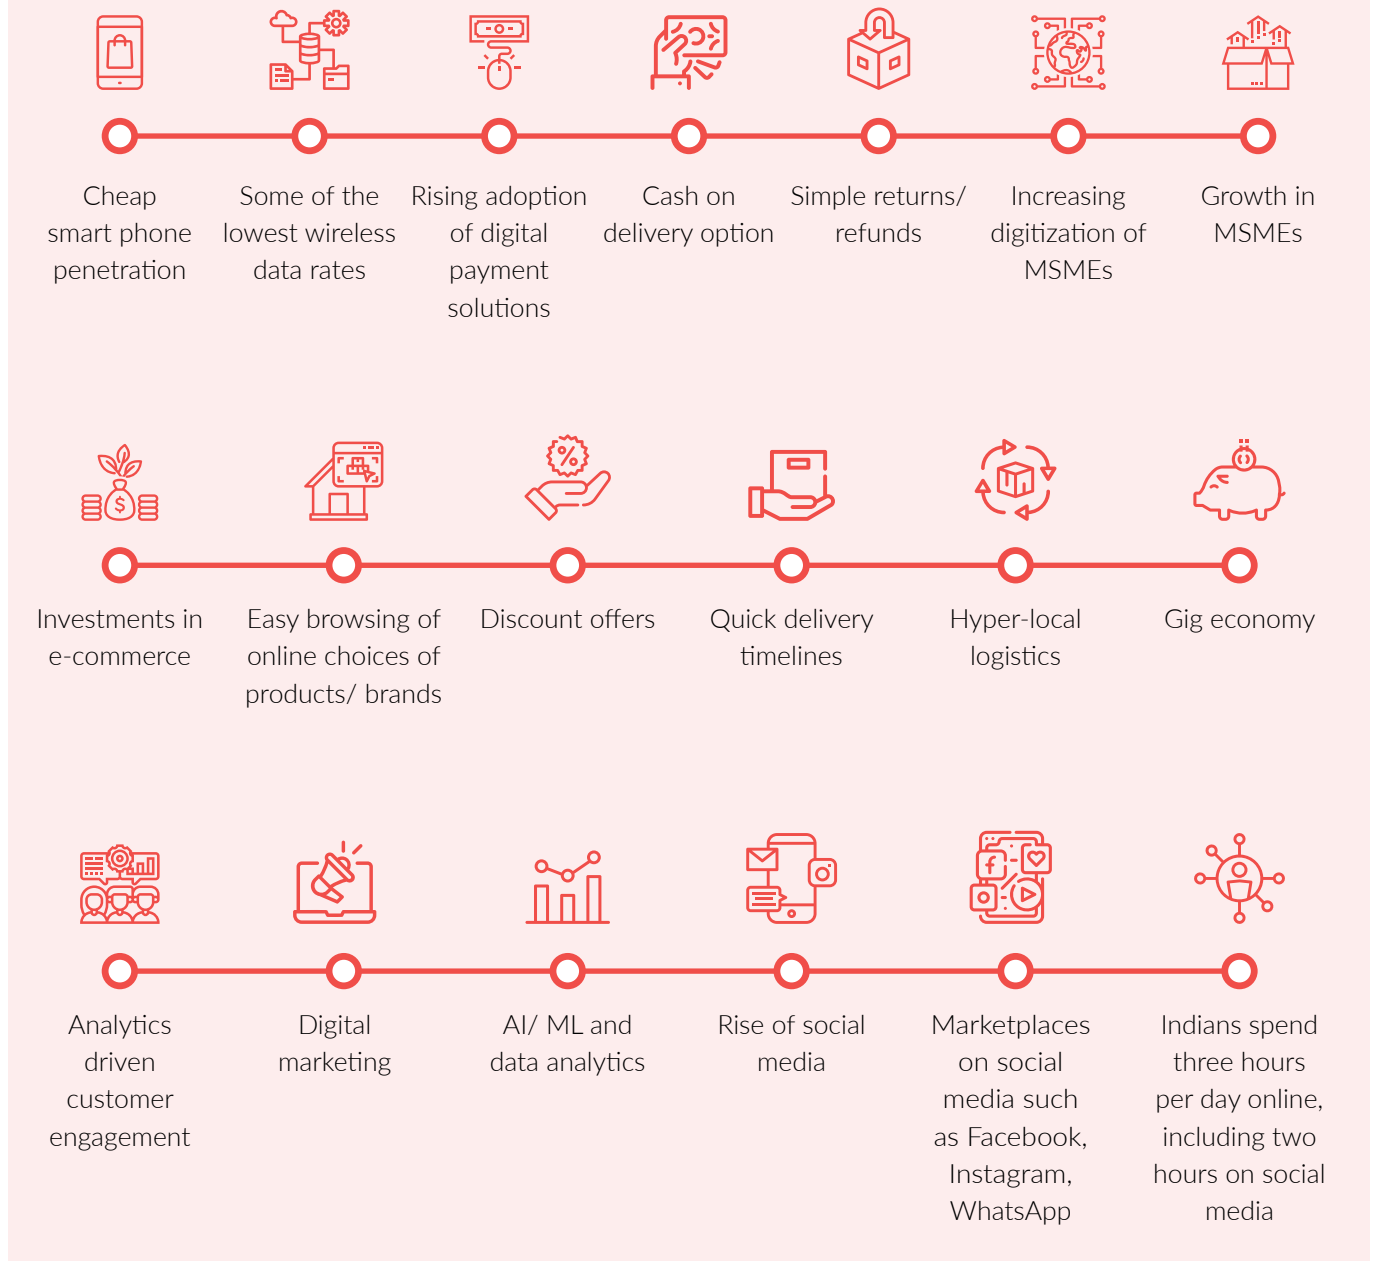 Cheap
smart phone
penetration
Some of the
lowest wireless
data rates
Rising adoption
of digital
payment
solutions
Cash on
delivery option
Simple returns/
refunds
Increasing
digitization of
MSMEs
Growth in
MSMEs
Investments in
e-commerce
Easy browsing of
online choices of
products/ brands
Discount offers
Quick delivery
timelines
Hyper-local
logistics
Gig economy
Analytics
driven
customer
engagement
Digital
marketing
AI/ ML and
data analytics
Rise of social
media
Marketplaces
on social
media such
as Facebook,
Instagram,
WhatsApp
Indians spend
three hours
per day online,
including two
hours on social
media